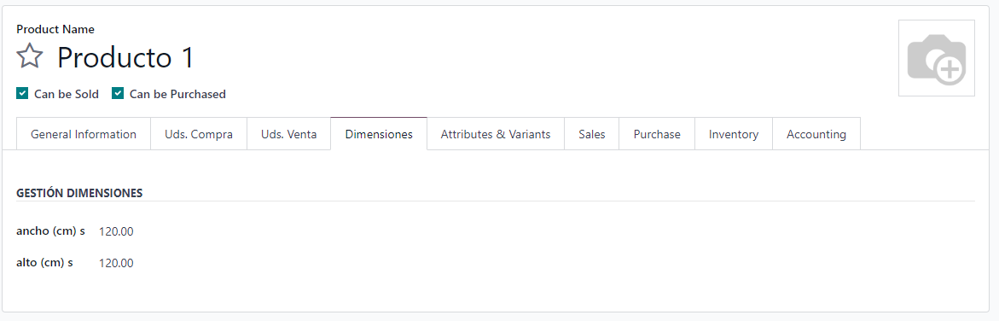 Product Name
Producto 1
Can be Sold Can be Purchased
General Information Uds. Compra Uds. Venta Dimensiones Attributes & Variants Sales Purchase Inventory Accounting
GESTIÓN DIMENSIONES
ancho (cm) s 120.00
alto (cm) s 120.00